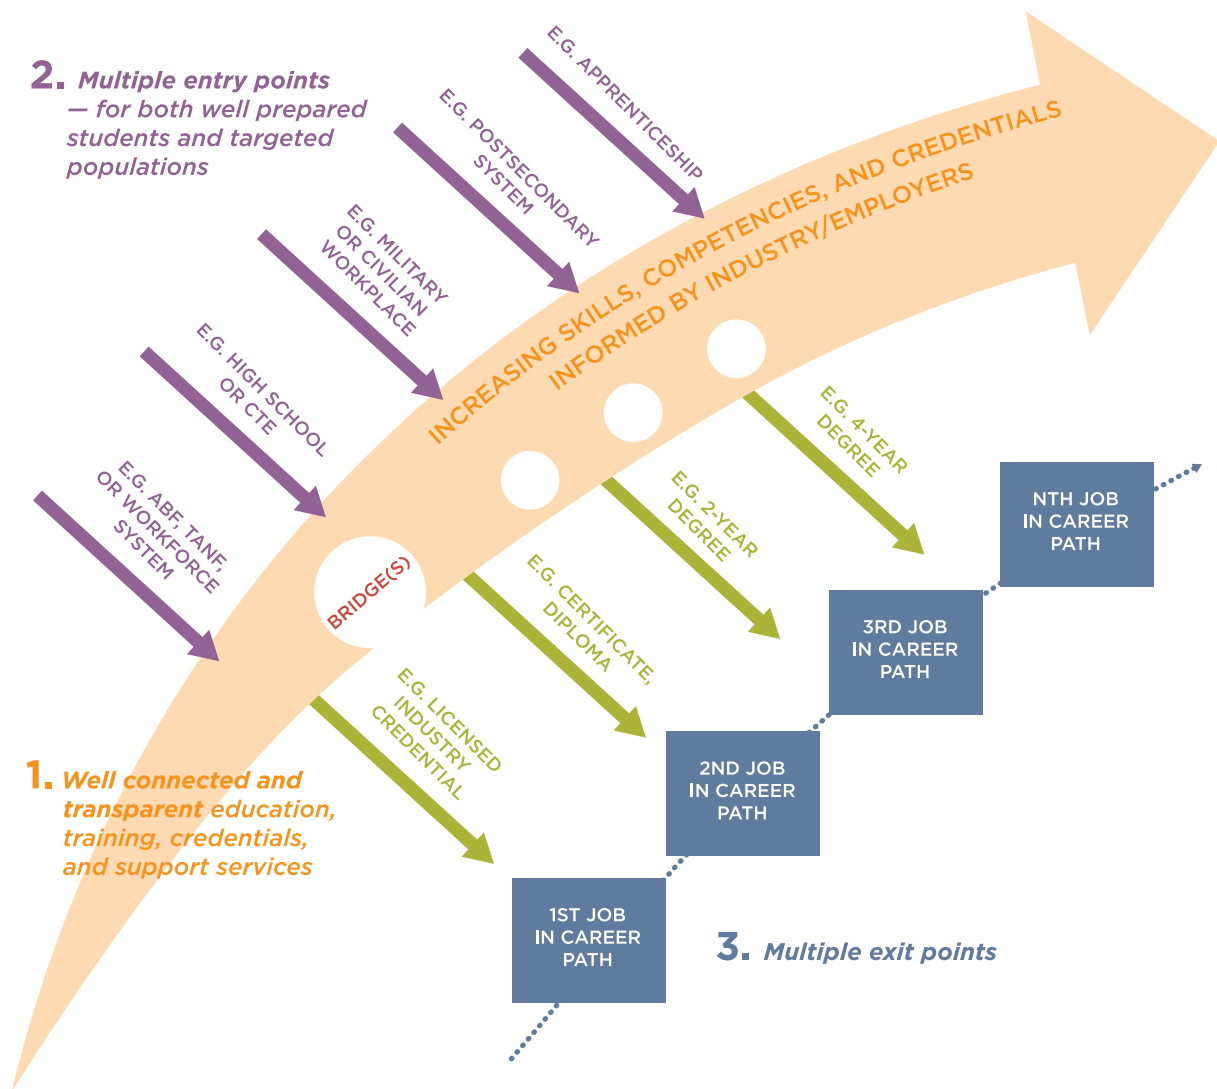 2. Multiple entry points
— for both well prepared
students and targeted
populations
E.G. APPRENTICESHIP
E.G. POSTSECONDARY
SYSTEM
E.G. MILITARY
OR CIVILIAN
WORKPLACE
E.G. HIGH SCHOOL
OR CTE
E.G. ABF, TANF,
OR WORKFORCE
SYSTEM
INCREASING SKILLS, COMPETENCIES, AND CREDENTIALS
INFORMED BY INDUSTRY/EMPLOYERS
BRIDGE(S)
E.G. 4-YEAR
DEGREE
E.G. 2-YEAR
DEGREE
E.G. CERTIFICATE,
DIPLOMA
E.G. LICENSED
INDUSTRY
CREDENTIAL
1. Well connected and
transparent education,
training, credentials,
and support services
NTH JOB
IN CAREER
PATH
3RD JOB
IN CAREER
PATH
2ND JOB
IN CAREER
PATH
1ST JOB
IN CAREER
PATH
3. Multiple exit points